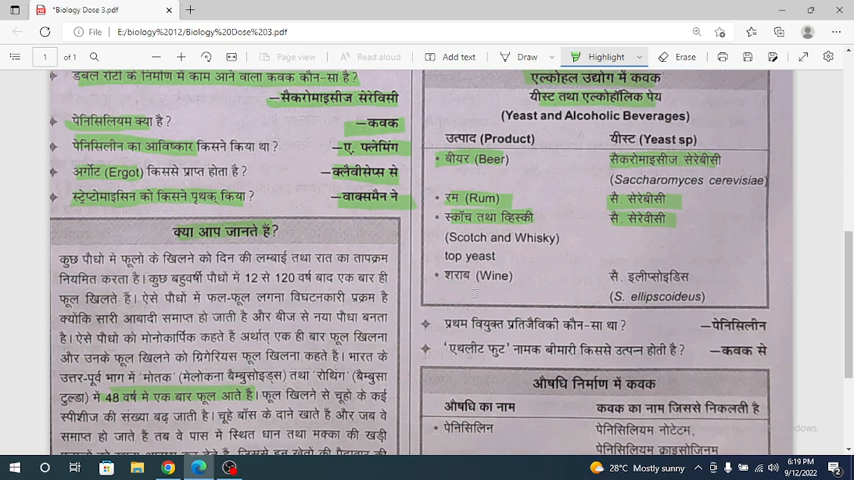 *Biology Dose 3.pdf
File
E:/biology%2012/Biology%20Dose%203.pdf
1 of 1
Page view
Read aloud
Add text
Draw
Highlight
Erase
डबल रोटी के निर्माण में काम आने वाला कवक कौन-सा है?
—सैकरोमाइसीज सेरेविसी
पेनिसिलियम क्या है? —कवक
पेनिसिलीन का आविष्कार किसने किया था? —ए. फ्लेमिंग
अर्गोट (Ergot) किससे प्राप्त होता है? —क्लैवीसेप्स से
स्ट्रेप्टोमाइसिन को किसने पृथक् किया? —वाक्समैन ने
क्या आप जानते हैं?
कुछ पौधों में फूलो के खिलने को दिन की लम्बाई तथा रात का तापक्रम
नियमित करता है। कुछ बहुवर्षी पौधों में 12 से 120 वर्ष बाद एक बार ही
फूल खिलते हैं। ऐसे पौधों में फल-फूल लगना विघटनकारी प्रक्रम है
क्योंकि सारी आबादी समाप्त हो जाती है और बीज से नया पौधा बनता
है। ऐसे पौधों को मोनोकार्पिक कहते हैं अर्थात् एक ही बार फूल खिलना
और उनके फूल खिलने को ग्रिगेरियस फूल खिलना कहते है। भारत के
उत्तर-पूर्व भाग में 'मोतक' (मेलोकना बैम्बुसोइड्स) तथा 'रोथिंग' (बैम्बुसा
टुल्डा) में 48 वर्ष में एक बार फूल आते हैं। फूल खिलने से चूहो के कई
स्पीशीज की संख्या बढ़ जाती है। चूहे बाँस के दाने खाते हैं और जब वे
समाप्त हो जाते हैं तब वे पास में स्थित धान तथा मक्का की खड़ी
एल्कोहल उद्योग में कवक
यीस्ट तथा एल्कोहॉलिक पेय
(Yeast and Alcoholic Beverages)
उत्पाद (Product) यीस्ट (Yeast sp)
• बीयर (Beer) सैकरोमाइसीज सेरेबीसी
(Saccharomyces cerevisiae)
• रम (Rum) सै. सेरेबीसी
• स्कॉच तथा व्हिस्की सै. सेरेवीसी
(Scotch and Whisky)
top yeast
• शराब (Wine) सै. इलीप्सोइडिस
(S. ellipscoideus)
प्रथम वियुक्त प्रतिजैविकी कौन-सा था? —पेनिसिलीन
'एथलीट फुट' नामक बीमारी किससे उत्पन्न होती है? —कवक से
औषधि निर्माण में कवक
औषधि का नाम कवक का नाम जिससे निकलती है
• पेनिसिलिन पेनिसिलियम नोटेटम,
पेनिसिलियम क्राइसोजिनम
28°C Mostly sunny
6:19 PM
9/12/2022
2